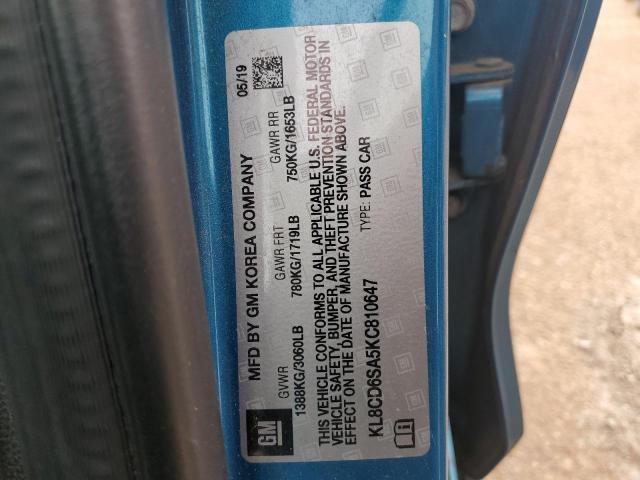 GM
MFD BY GM KOREA COMPANY 05/19
GVWR GAWR FRT GAWR RR
1388KG/3060LB 780KG/1719LB 750KG/1653LB
THIS VEHICLE CONFORMS TO ALL APPLICABLE U.S. FEDERAL MOTOR
VEHICLE SAFETY, BUMPER, AND THEFT PREVENTION STANDARDS IN
EFFECT ON THE DATE OF MANUFACTURE SHOWN ABOVE.
KL8CD6SA5KC810647 TYPE: PASS CAR